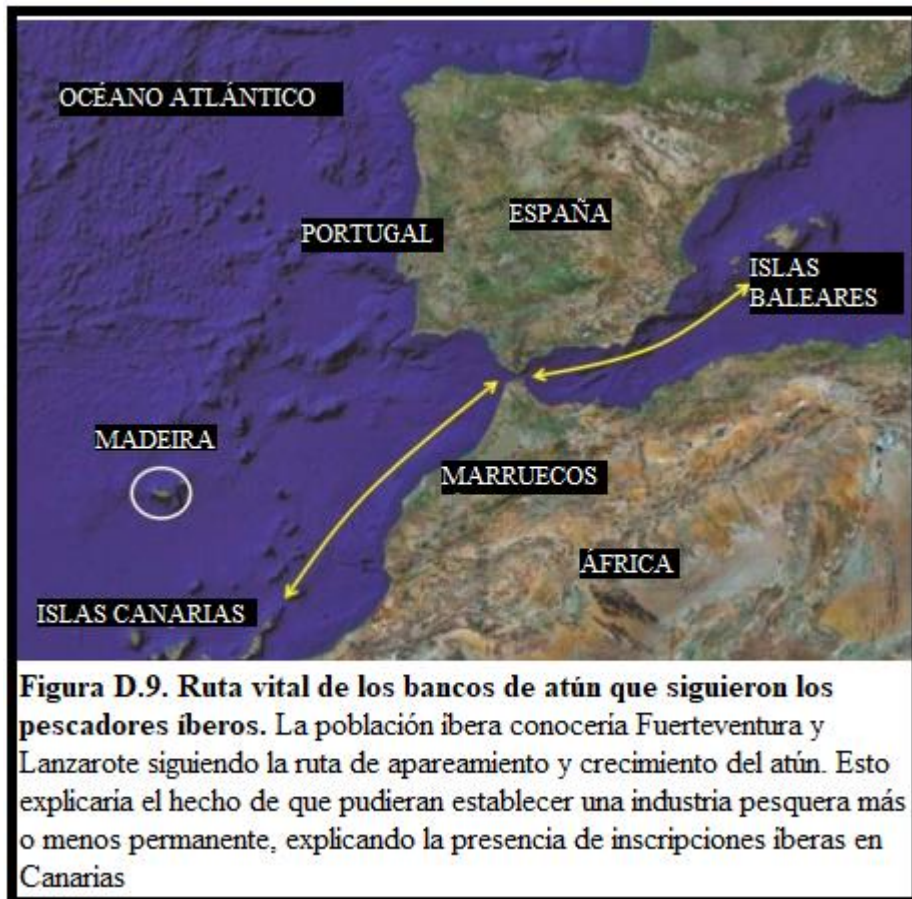 OCÉANO ATLÁNTICO
ESPAÑA
PORTUGAL
ISLAS
BALEARES
MADEIRA
MARRUECOS
ÁFRICA
ISLAS CANARIAS
Figura D.9. Ruta vital de los bancos de atún que siguieron los
pescadores íberos. La población íbera conocería Fuerteventura y
Lanzarote siguiendo la ruta de apareamiento y crecimiento del atún. Esto
explicaría el hecho de que pudieran establecer una industria pesquera más
o menos permanente, explicando la presencia de inscripciones íberas en
Canarias